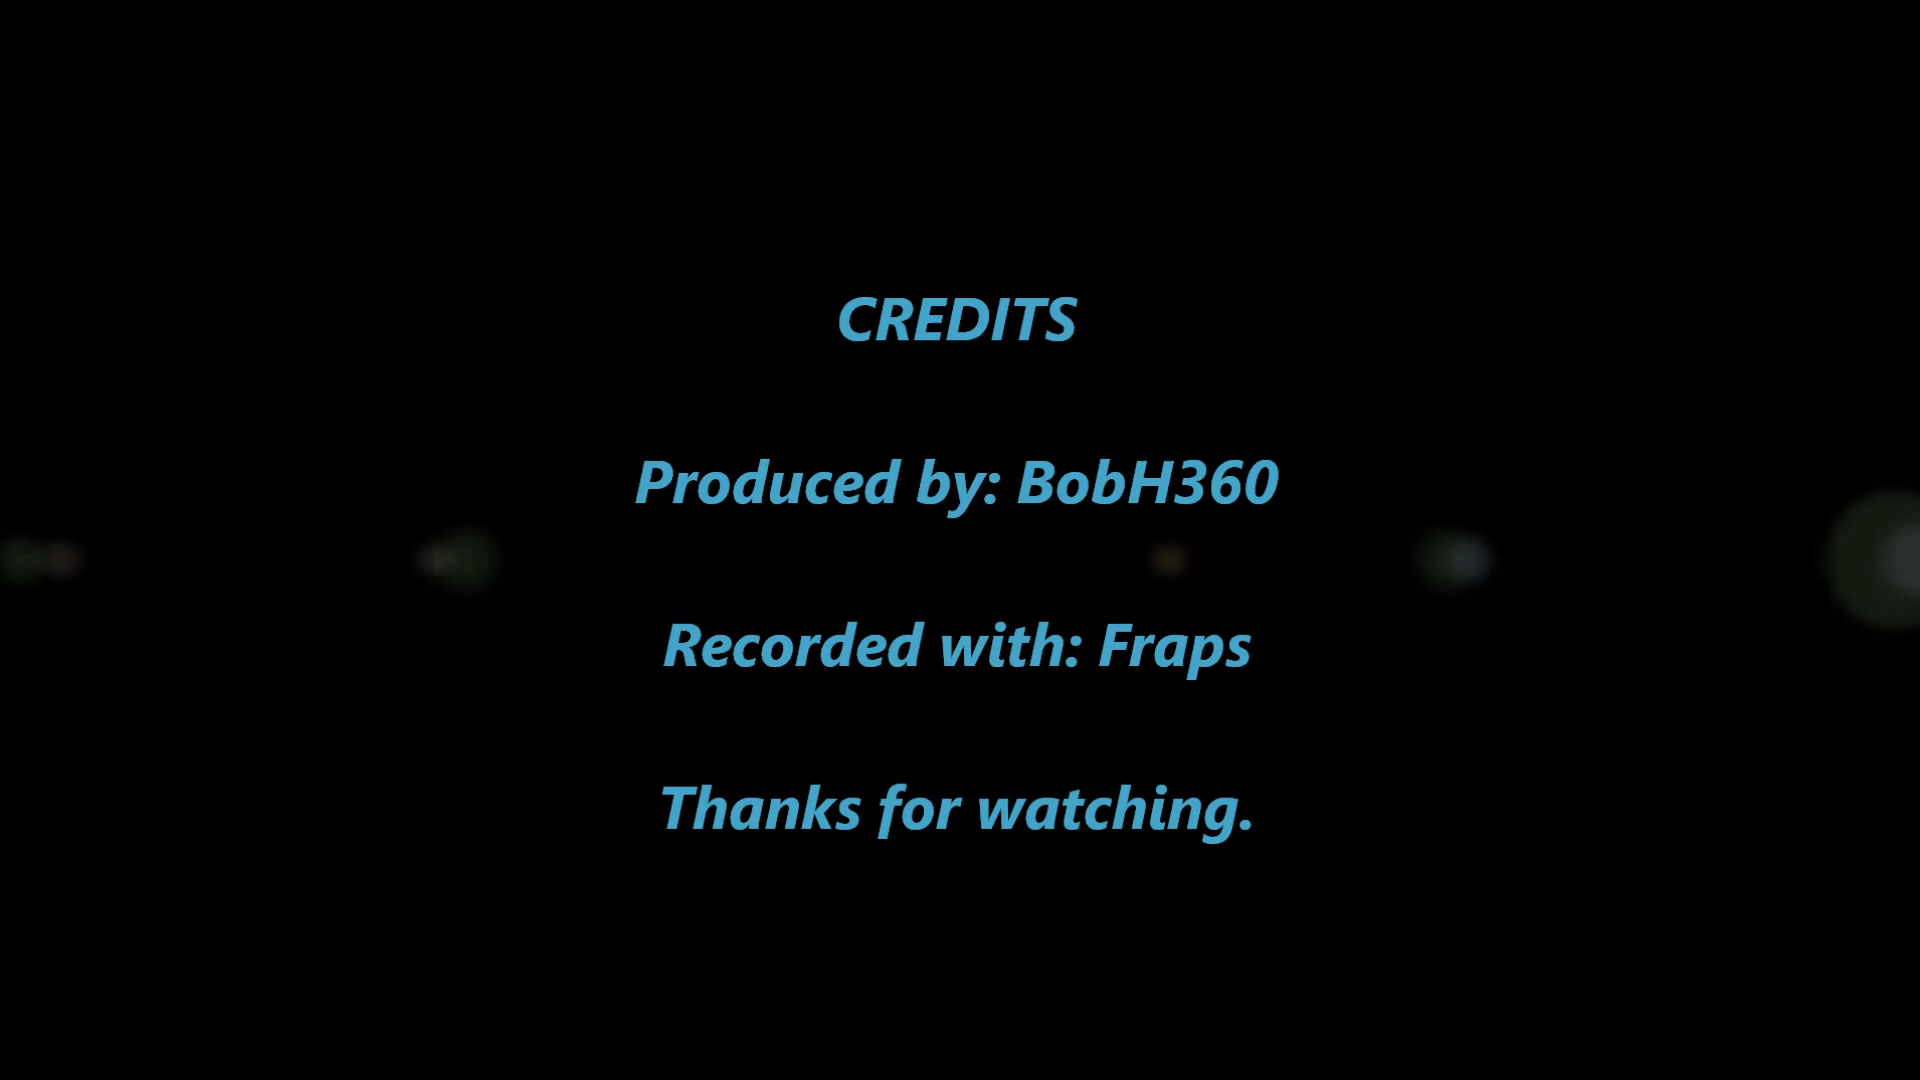 CREDITS
Produced by: BobH360
Recorded with: Fraps
Thanks for watching.